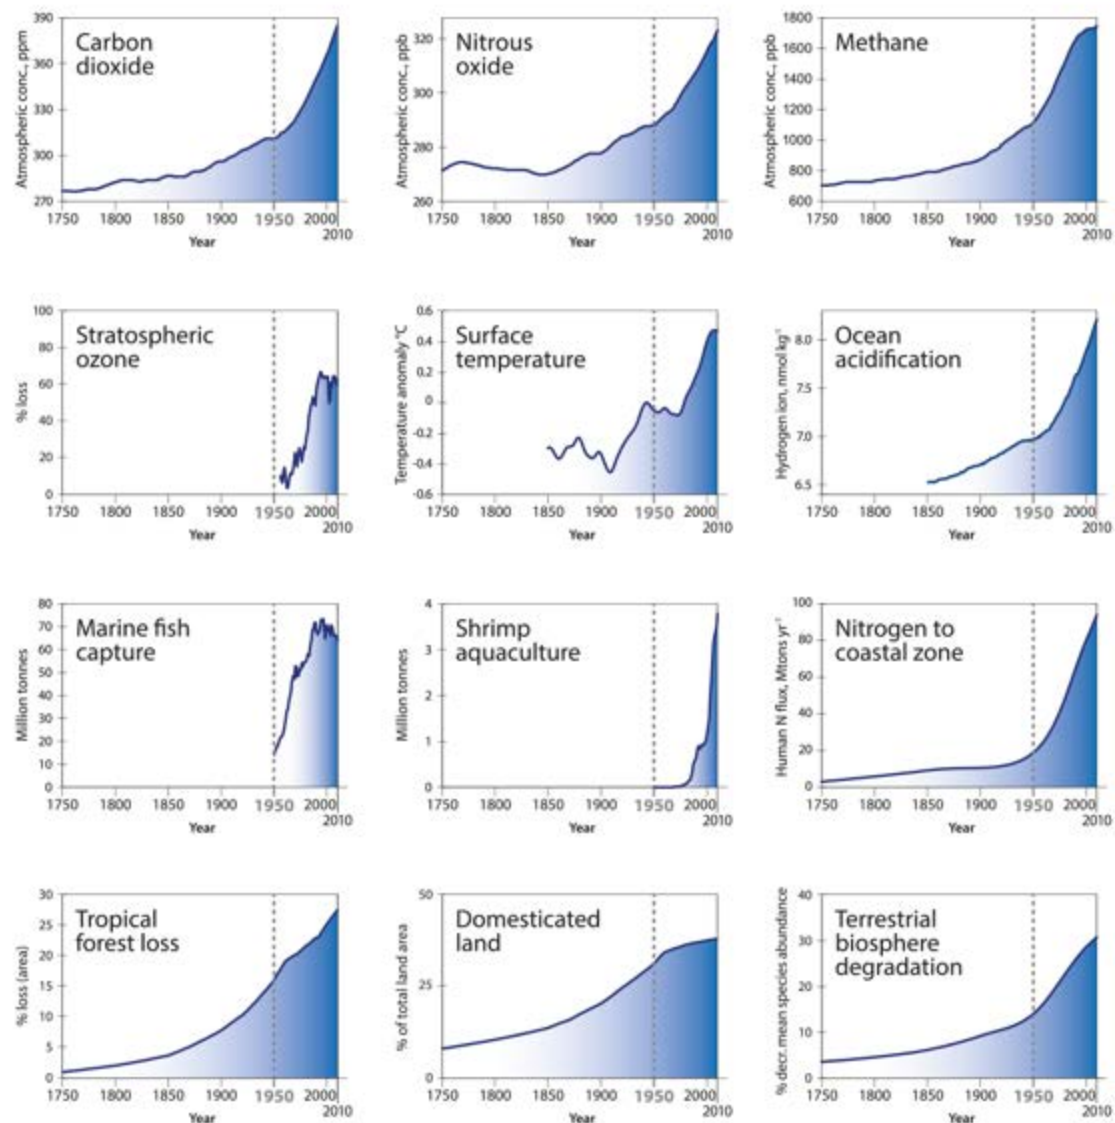 390
360
330
300
270
Atmospheric conc., ppm
Carbon
dioxide
1750 1800 1850 1900 1950 2000
2010
Year
320
300
280
260
Atmospheric conc., ppb
Nitrous
oxide
1750 1800 1850 1900 1950 2000
2010
Year
1800
1600
1400
1200
1000
800
600
Atmospheric conc., ppb
Methane
1750 1800 1850 1900 1950 2000
2010
Year
100
80
60
40
20
0
% loss
Stratospheric
ozone
1750 1800 1850 1900 1950 2000
2010
Year
0.6
0.4
0.2
0
-0.2
-0.4
-0.6
Temperature anomaly °C
Surface
temperature
1750 1800 1850 1900 1950 2000
2010
Year
8.0
7.5
7.0
6.5
Hydrogen ion, nmol kg⁻¹
Ocean
acidification
1750 1800 1850 1900 1950 2000
2010
Year
80
70
60
50
40
30
20
10
0
Million tonnes
Marine fish
capture
1750 1800 1850 1900 1950 2000
2010
Year
4
3
2
1
0
Million tonnes
Shrimp
aquaculture
1750 1800 1850 1900 1950 2000
2010
Year
100
80
60
40
20
0
Human N flux, Mtons yr⁻¹
Nitrogen to
coastal zone
1750 1800 1850 1900 1950 2000
2010
Year
30
25
20
15
10
5
0
% loss (area)
Tropical
forest loss
1750 1800 1850 1900 1950 2000
2010
Year
50
25
0
% of total land area
Domesticated
land
1750 1800 1850 1900 1950 2000
2010
Year
40
30
20
10
0
% decr. mean species abundance
Terrestrial
biosphere
degradation
1750 1800 1850 1900 1950 2000
2010
Year